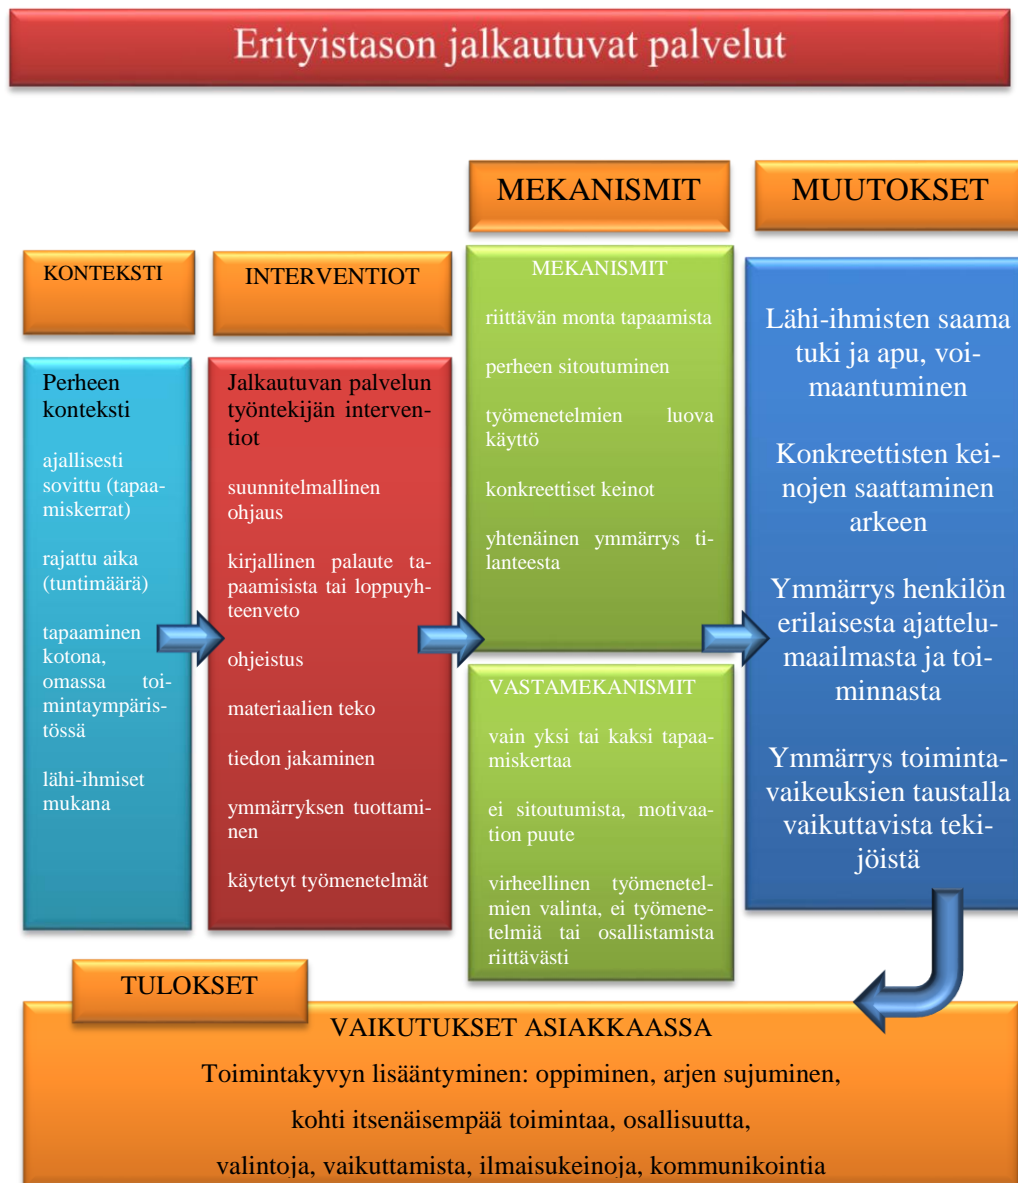 Erityistason jalkautuvat palvelut
KONTEKSTI
Perheen
konteksti
ajallisesti
sovittu (tapaa-
miskerrat)
rajattu aika
(tuntimäärä)
tapaaminen
kotona,
omassa toi-
mintaympäris-
tössä
lähi-ihmiset
mukana
INTERVENTIOT
Jalkautuvan palvelun
työntekijän interven-
tiot
suunnitelmallinen
ohjaus
kirjallinen palaute ta-
paamisista tai loppuyh-
teenveto
ohjeistus
materiaalien teko
tiedon jakaminen
ymmärryksen tuottami-
nen
käytetyt työmenetelmät
MEKANISMIT
MEKANISMIT
riittävän monta tapaamista
perheen sitoutuminen
työmenetelmien luova
käyttö
konkreettiset keinot
yhtenäinen ymmärrys ti-
lanteesta
VASTAMEKANISMIT
vain yksi tai kaksi tapaa-
miskertaa
ei sitoutumista, motivaa-
tion puute
virheellinen työmenetel-
mien valinta, ei työmene-
telmiä tai osallistamista
riittävästi
MUUTOKSET
Lähi-ihmisten saama
tuki ja apu, voi-
maantuminen
Konkreettisten kei-
nojen saattaminen
arkeen
Ymmärrys henkilön
erilaisesta ajattelu-
maailmasta ja toi-
minnasta
Ymmärrys toiminta-
vaikeuksien taustalla
vaikuttavista teki-
jöistä
TULOKSET
VAIKUTUKSET ASIAKKAASSA
Toimintakyvyn lisääntyminen: oppiminen, arjen sujuminen,
kohti itsenäisempää toimintaa, osallisuutta,
valintoja, vaikuttamista, ilmaisukeinoja, kommunikointia